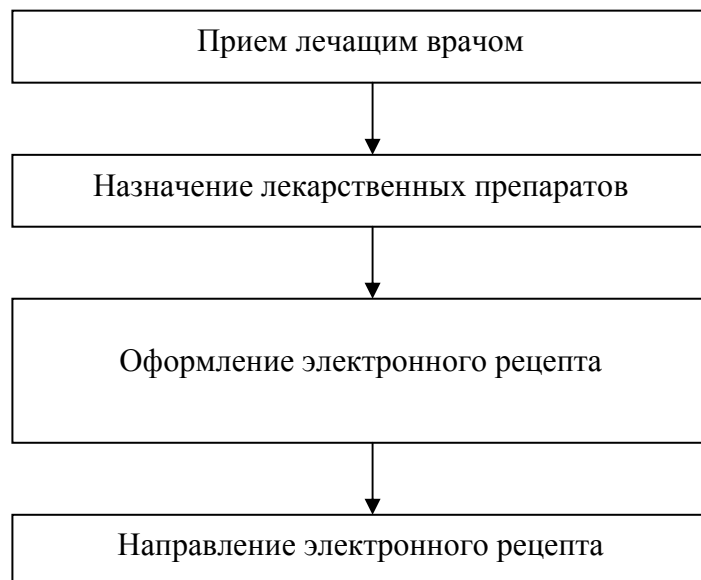 Прием лечащим врачом
Назначение лекарственных препаратов
Оформление электронного рецепта
Направление электронного рецепта